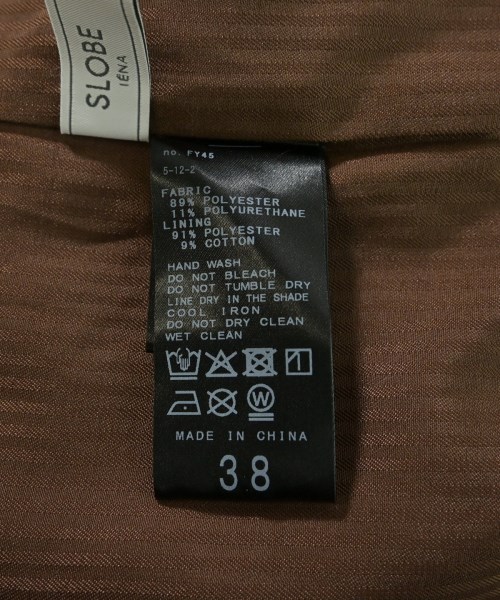 SLOBE
IÉNA
no. FY45
5-12-2
FABRIC
89% POLYESTER
11% POLYURETHANE
LINING
91% POLYESTER
9% COTTON
HAND WASH
DO NOT BLEACH
DO NOT TUMBLE DRY
LINE DRY IN THE SHADE
COOL IRON
DO NOT DRY CLEAN
WET CLEAN
W
MADE IN CHINA
38